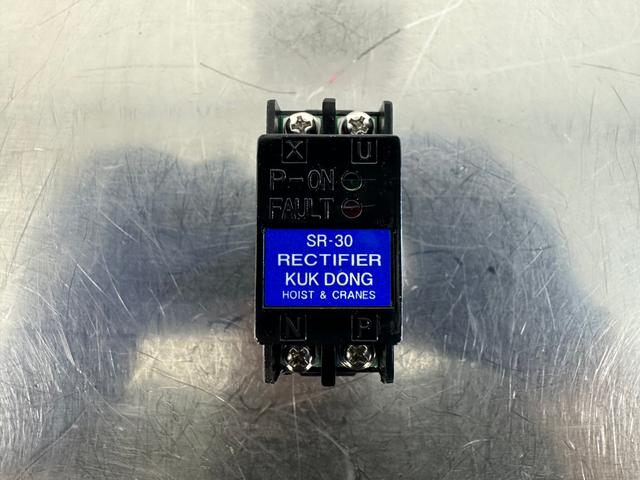 X U
P-ON
FAULT
SR-30
RECTIFIER
KUK DONG
HOIST & CRANES
N P